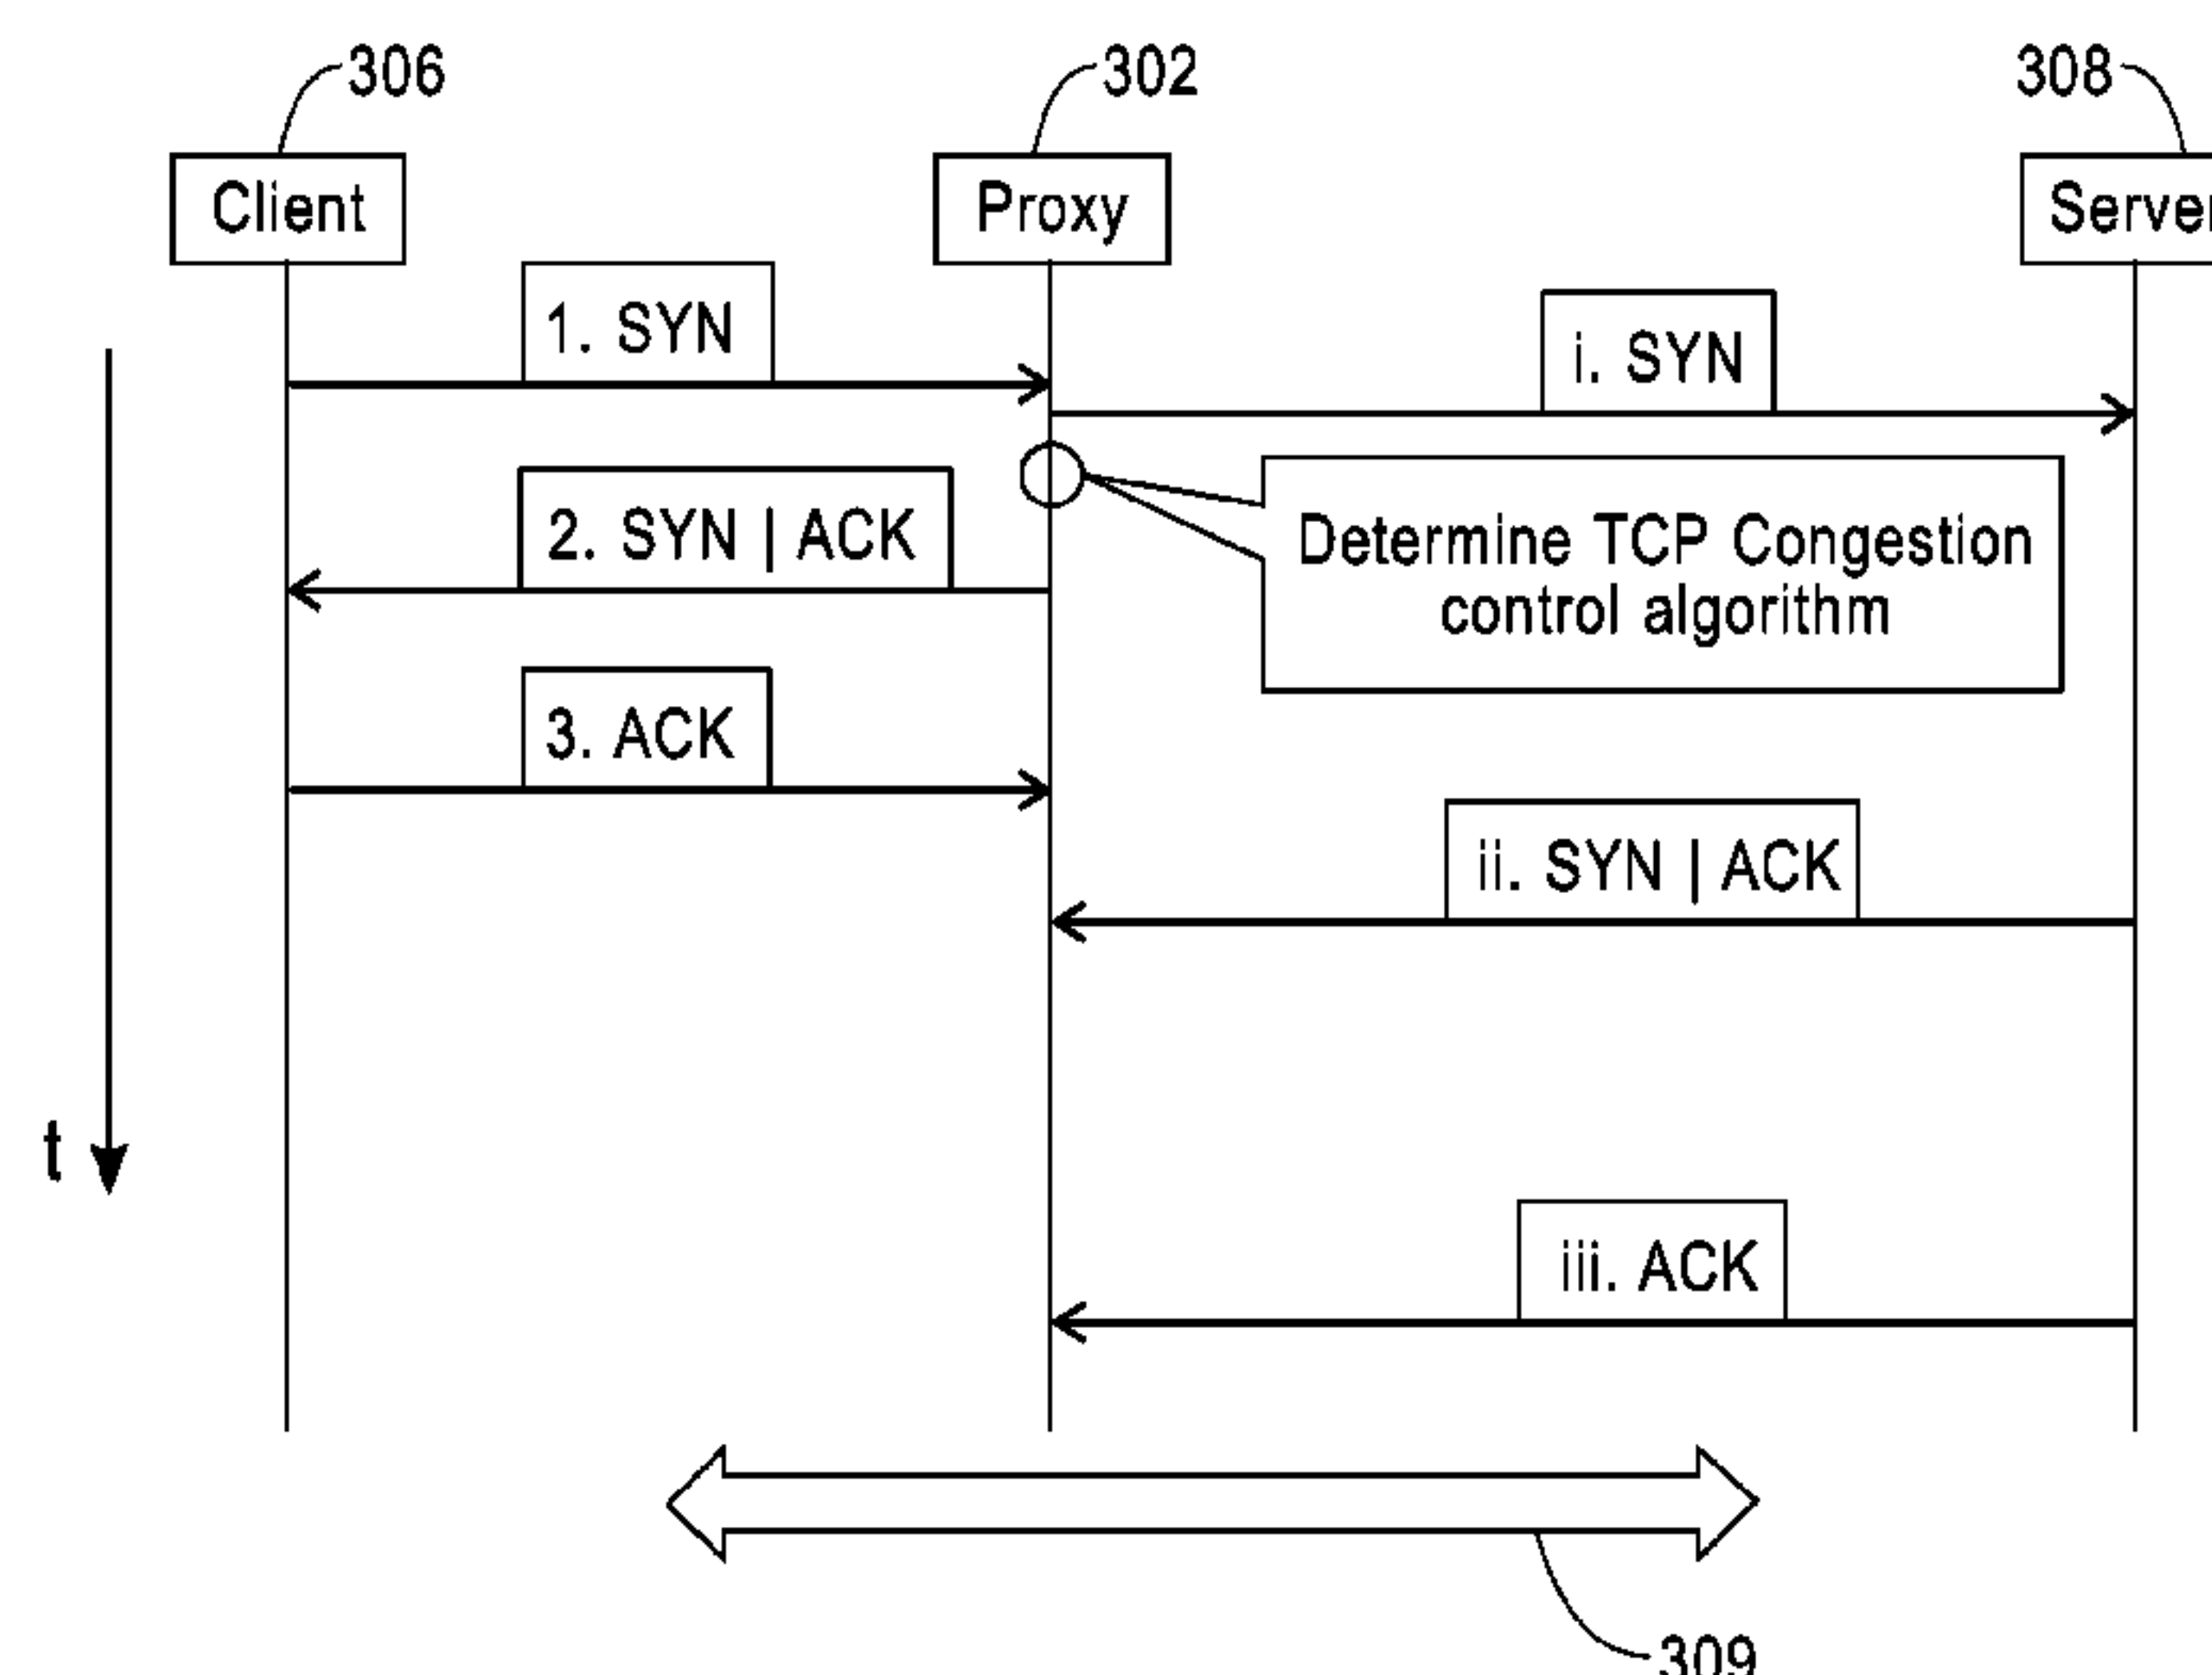 306
302
308
Client
Proxy
Server
1. SYN
i. SYN
2. SYN | ACK
Determine TCP Congestion
control algorithm
3. ACK
ii. SYN | ACK
t
iii. ACK
309